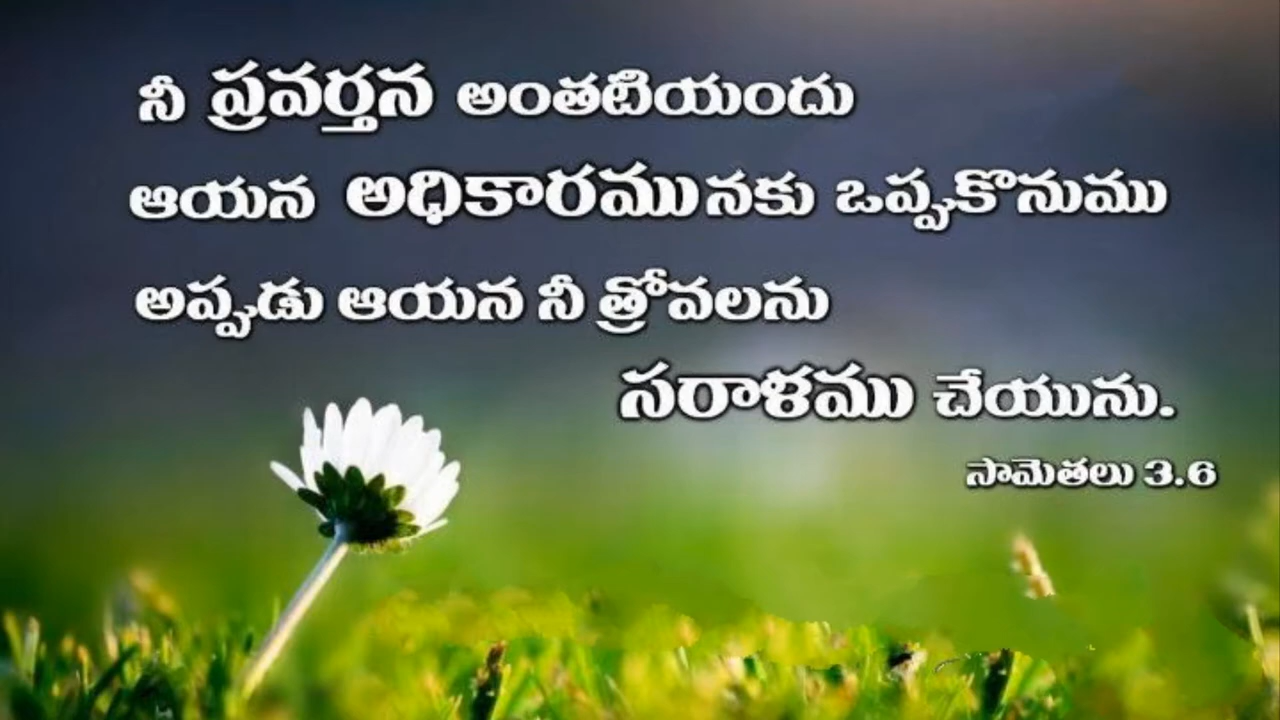 నీ ప్రవర్తన అంతటియందు
ఆయన అధికారమునకు ఒప్పుకొనుము
అప్పుడు ఆయన నీ త్రోవలను
సరాళము చేయును.
సామెతలు 3.6